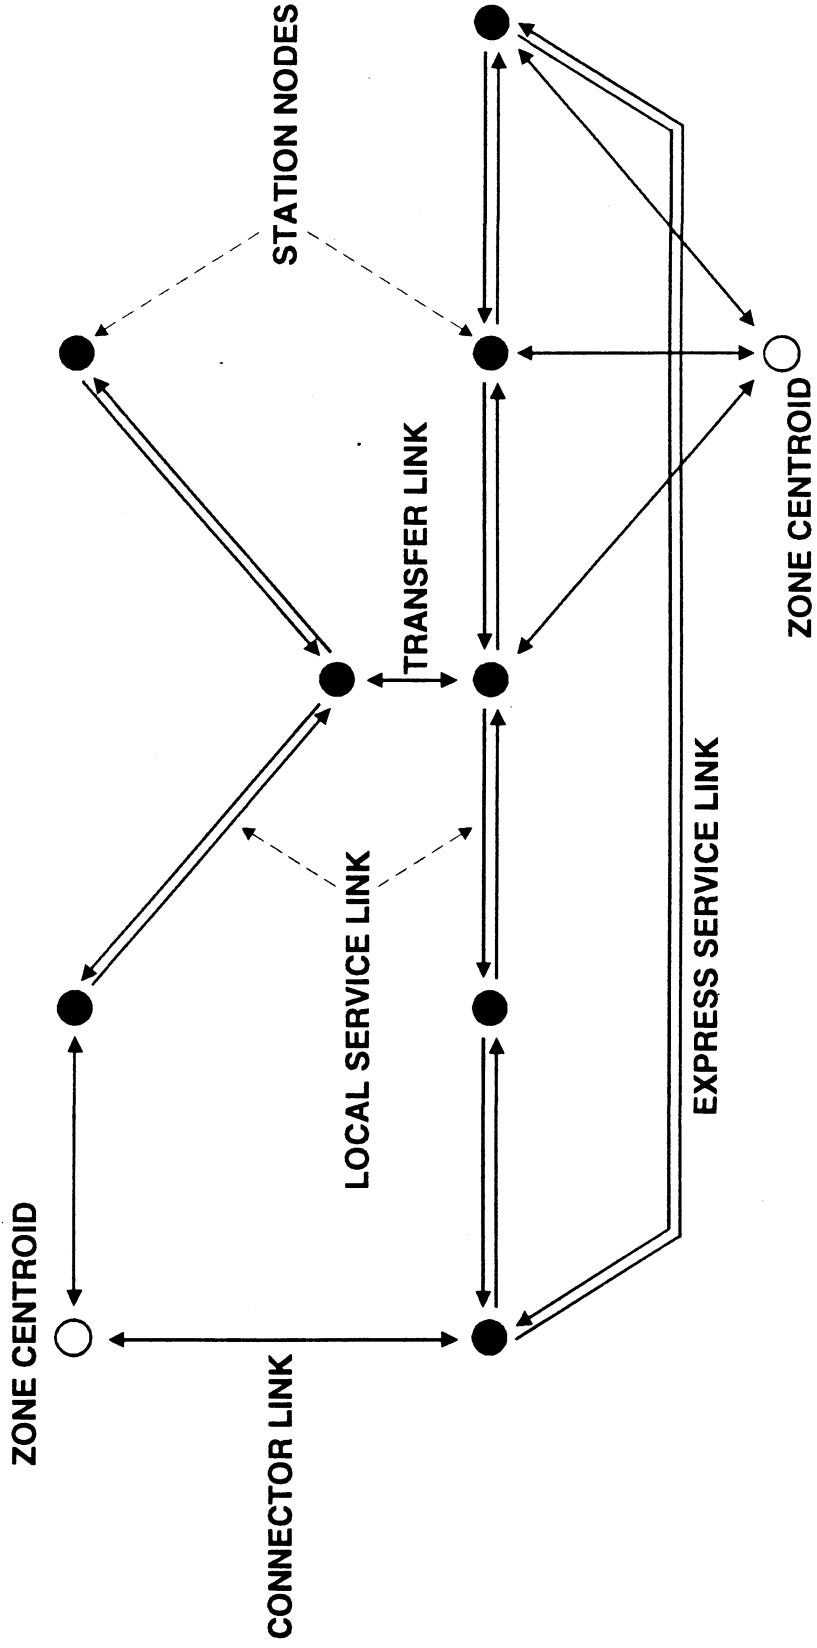 ZONE CENTROID
CONNECTOR LINK
LOCAL SERVICE LINK
STATION NODES
TRANSFER LINK
EXPRESS SERVICE LINK
ZONE CENTROID